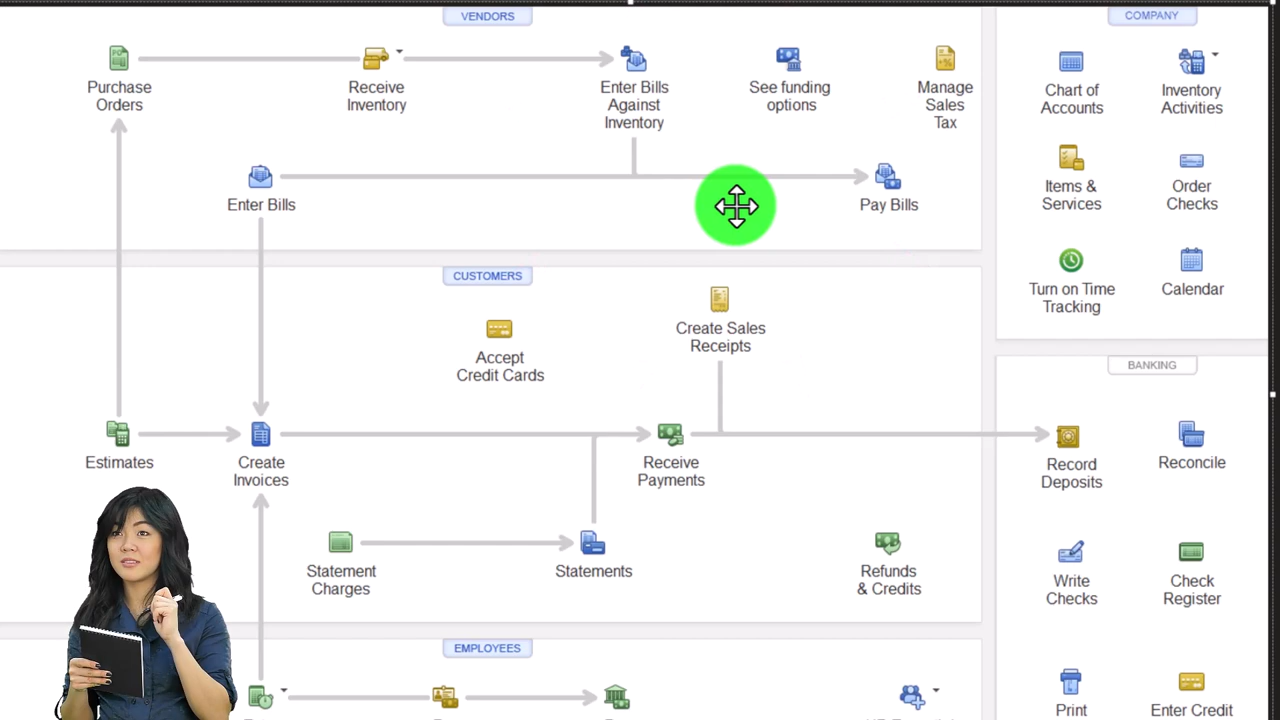 VENDORS
Purchase
Orders
Receive
Inventory
Enter Bills
Against
Inventory
See funding
options
Manage
Sales
Tax
Enter Bills
Pay Bills
CUSTOMERS
Create Sales
Receipts
Accept
Credit Cards
Estimates
Create
Invoices
Receive
Payments
Statement
Charges
Statements
Refunds
& Credits
EMPLOYEES
COMPANY
Chart of
Accounts
Inventory
Activities
Items &
Services
Order
Checks
Turn on Time
Tracking
Calendar
BANKING
Record
Deposits
Reconcile
Write
Checks
Check
Register
Print
Enter Credit